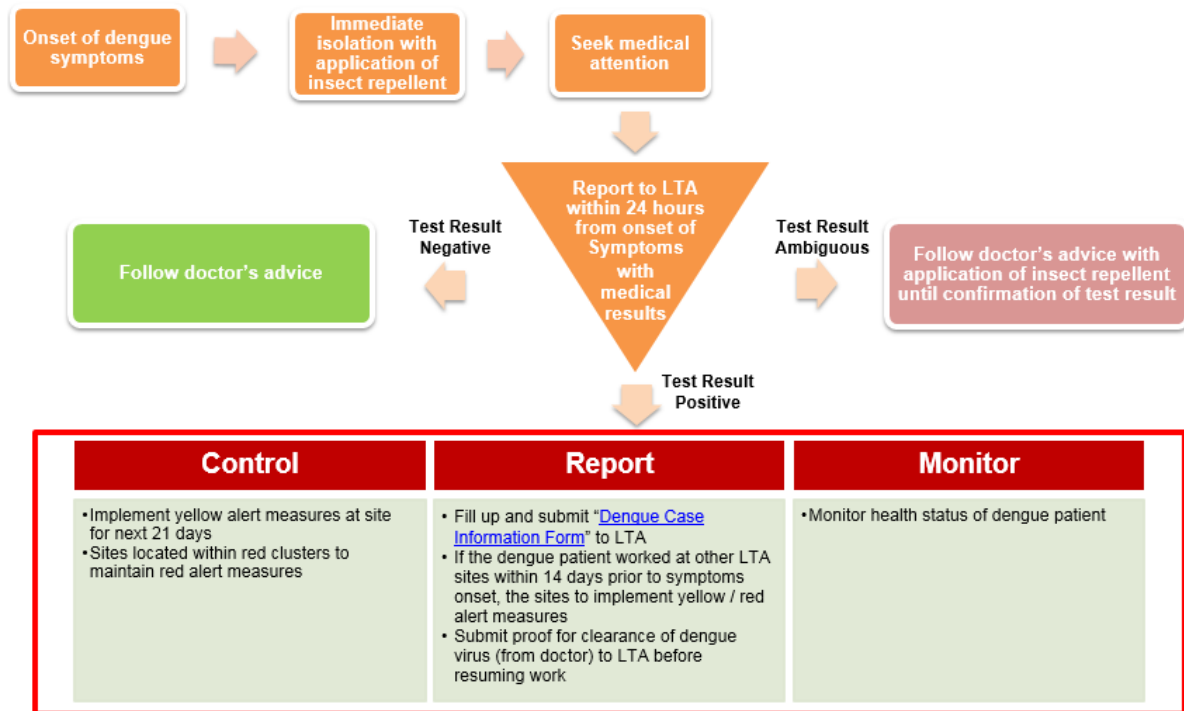 Onset of dengue
symptoms
Immediate
isolation with
application of
insect repellent
Seek medical
attention
Report to LTA
within 24 hours
from onset of
Symptoms
with
medical
results
Test Result
Negative
Follow doctor's advice
Test Result
Ambiguous
Follow doctor's advice with
application of insect repellent
until confirmation of test result
Test Result
Positive
Control
•Implement yellow alert measures at site
for next 21 days
•Sites located within red clusters to
maintain red alert measures
Report
• Fill up and submit “Dengue Case
Information Form” to LTA
• If the dengue patient worked at other LTA
sites within 14 days prior to symptoms
onset, the sites to implement yellow / red
alert measures
• Submit proof for clearance of dengue
virus (from doctor) to LTA before
resuming work
Monitor
•Monitor health status of dengue patient